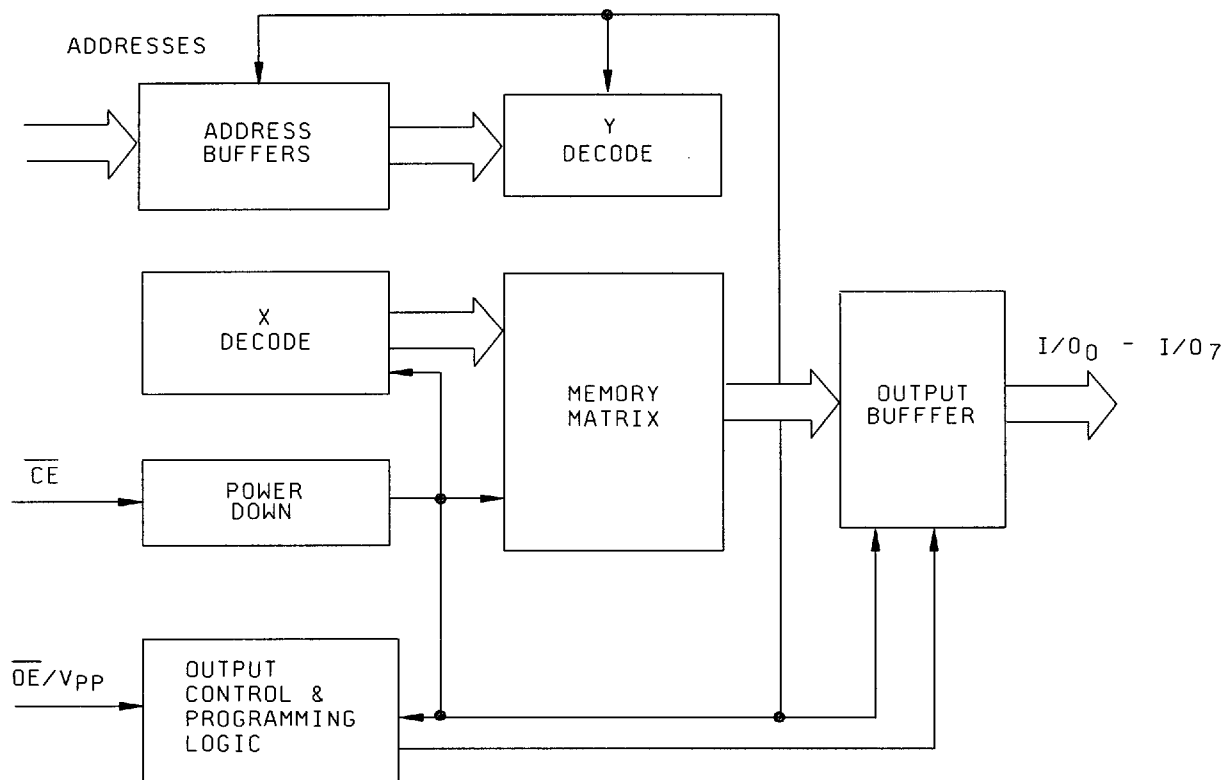 ADDRESSES
ADDRESS
BUFFERS
Y
DECODE
X
DECODE
MEMORY
MATRIX
OUTPUT
BUFFFER
I/O0 - I/O7
CE
POWER
DOWN
OE/VPP
OUTPUT
CONTROL &
PROGRAMMING
LOGIC